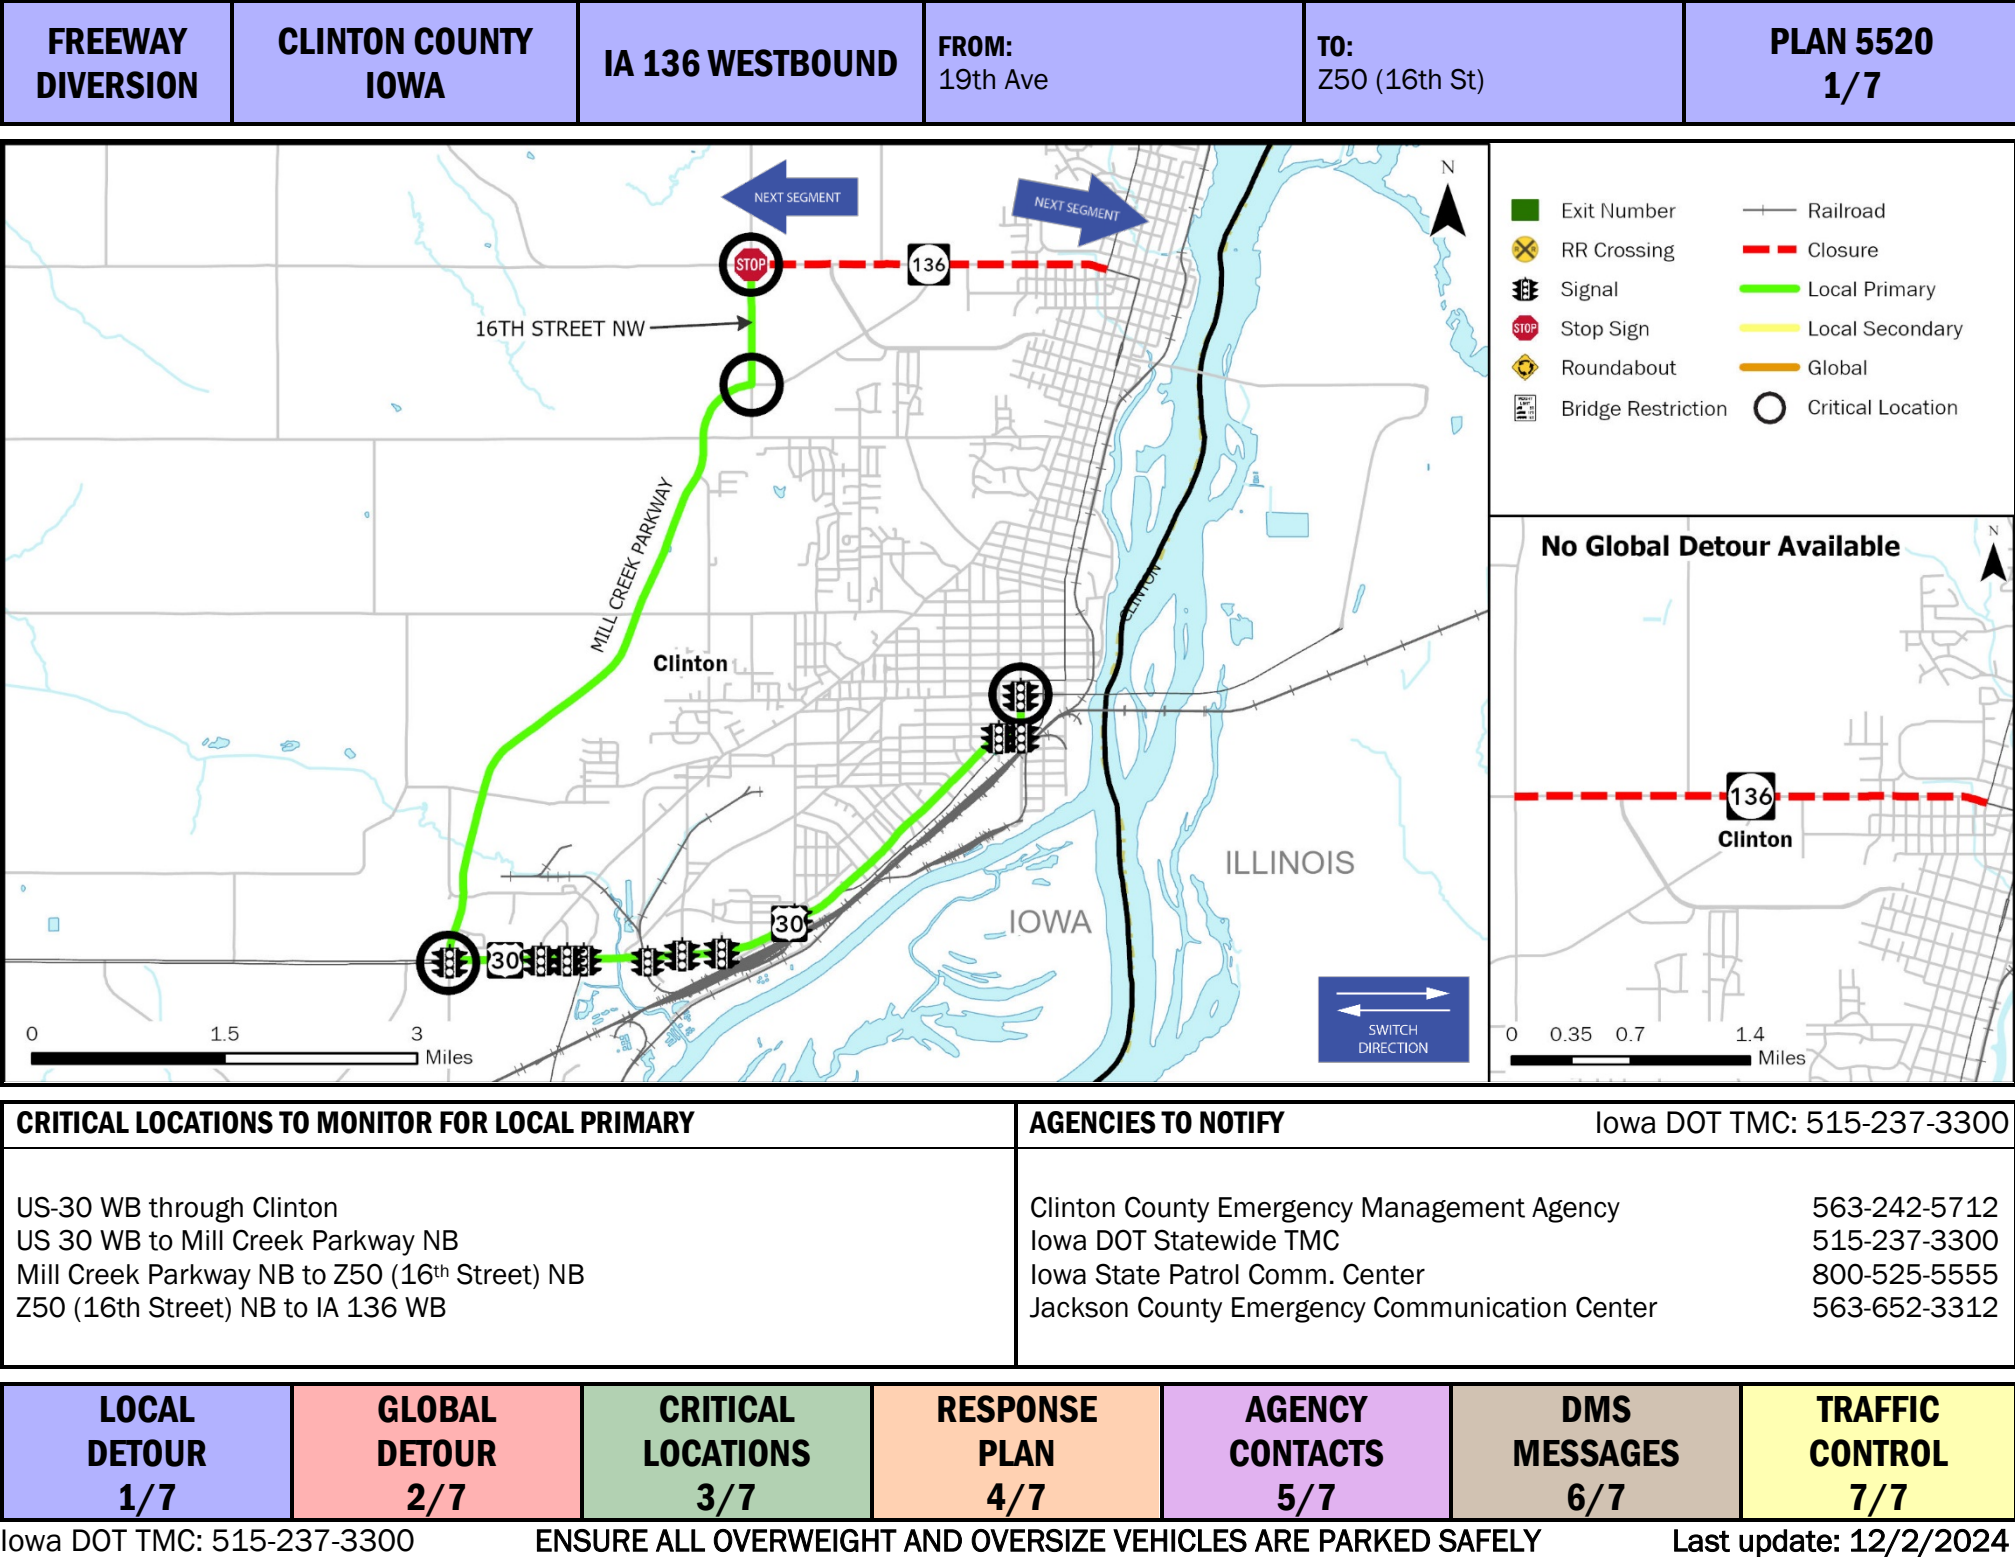 FREEWAY
DIVERSION
CLINTON COUNTY
IOWA
IA 136 WESTBOUND
FROM:
19th Ave
TO:
Z50 (16th St)
PLAN 5520
1/7
NEXT SEGMENT
NEXT SEGMENT
N
STOP
136
16TH STREET NW
MILL CREEK PARKWAY
CLINTON
Clinton
30
30
ILLINOIS
IOWA
0 1.5 3
Miles
SWITCH
DIRECTION
Exit Number
Railroad
RR Crossing
Closure
Signal
Local Primary
STOP
Stop Sign
Local Secondary
Roundabout
Global
Bridge Restriction
Critical Location
No Global Detour Available
N
136
Clinton
0 0.35 0.7 1.4
Miles
CRITICAL LOCATIONS TO MONITOR FOR LOCAL PRIMARY
US-30 WB through Clinton
US 30 WB to Mill Creek Parkway NB
Mill Creek Parkway NB to Z50 (16th Street) NB
Z50 (16th Street) NB to IA 136 WB
AGENCIES TO NOTIFY Iowa DOT TMC: 515-237-3300
Clinton County Emergency Management Agency 563-242-5712
Iowa DOT Statewide TMC 515-237-3300
Iowa State Patrol Comm. Center 800-525-5555
Jackson County Emergency Communication Center 563-652-3312
LOCAL
DETOUR
1/7
GLOBAL
DETOUR
2/7
CRITICAL
LOCATIONS
3/7
RESPONSE
PLAN
4/7
AGENCY
CONTACTS
5/7
DMS
MESSAGES
6/7
TRAFFIC
CONTROL
7/7
Iowa DOT TMC: 515-237-3300 ENSURE ALL OVERWEIGHT AND OVERSIZE VEHICLES ARE PARKED SAFELY Last update: 12/2/2024